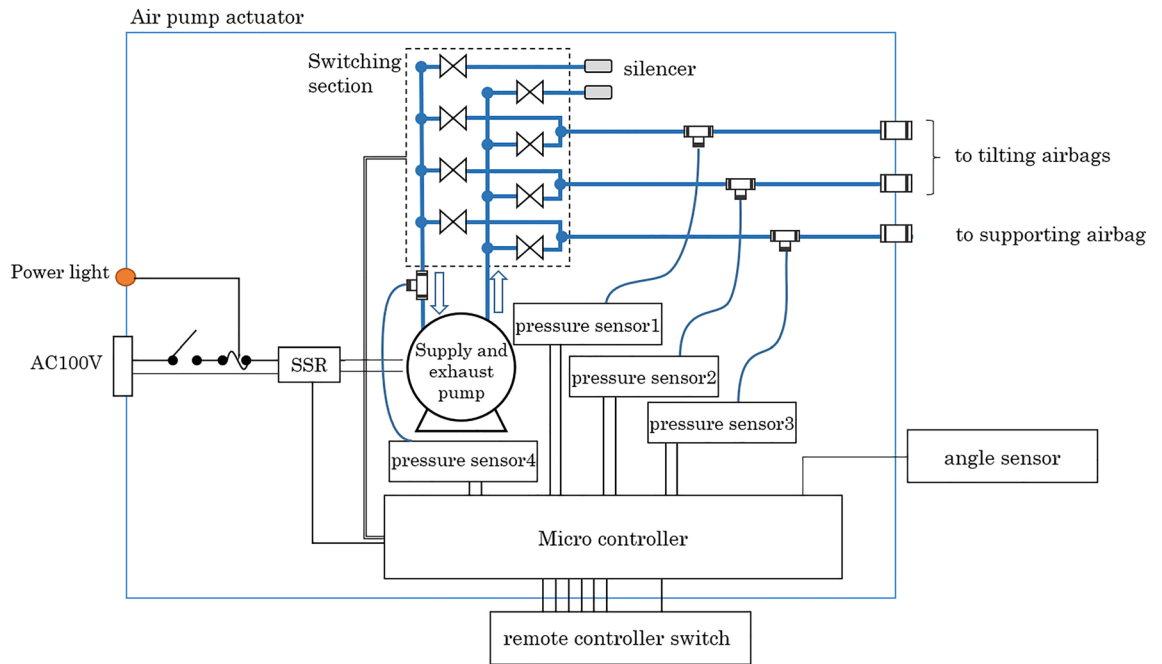 Air pump actuator
Switching
section
silencer
to tilting airbags
to supporting airbag
Power light
AC100V
SSR
Supply and
exhaust
pump
pressure sensor1
pressure sensor2
pressure sensor3
pressure sensor4
angle sensor
Micro controller
remote controller switch